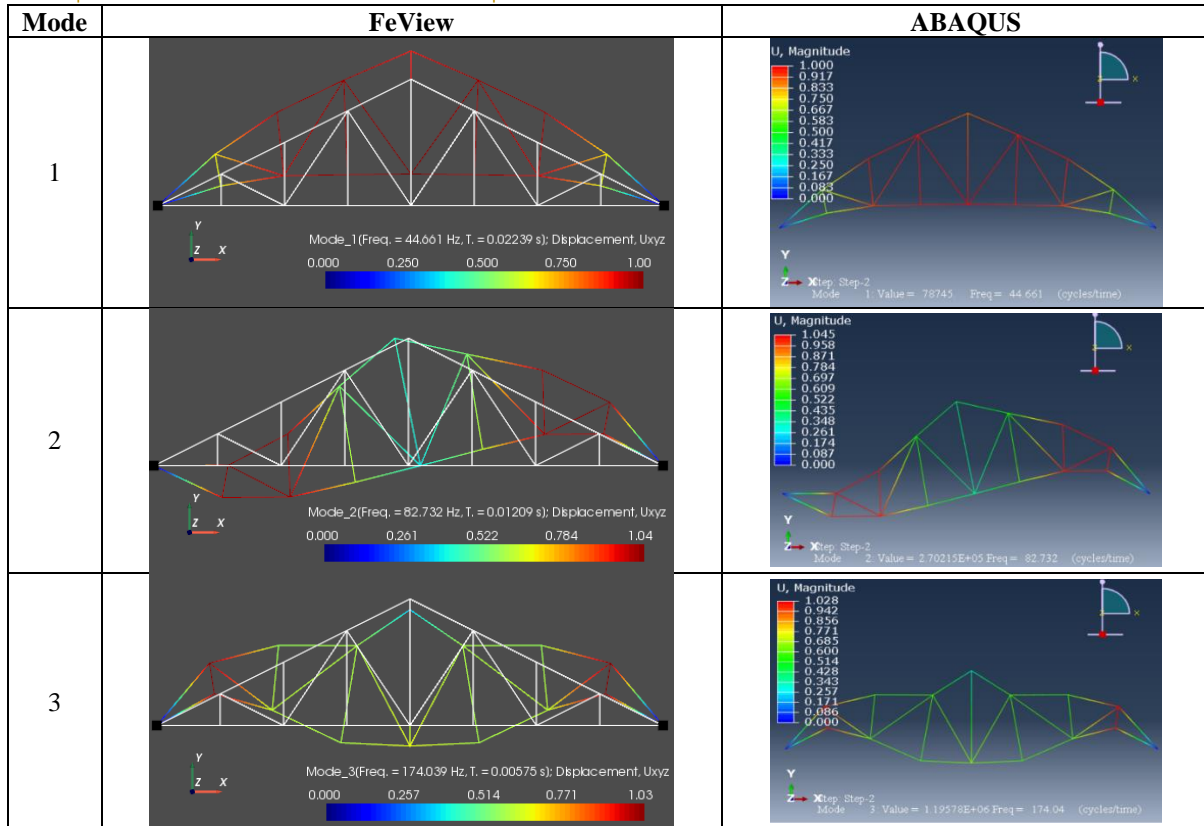 Mode FeView ABAQUS
1
Y
Z X
Mode_1(Freq. = 44.661 Hz, T. = 0.02239 s); Displacement, Uxyz
0.000 0.250 0.500 0.750 1.00
U, Magnitude
1.000
0.917
0.833
0.750
0.667
0.583
0.500
0.417
0.333
0.250
0.167
0.083
0.000
X
Y
Z X
Step: Step-2
Mode 1: Value = 78745 Freq = 44.661 (cycles/time)
2
Y
Z X
Mode_2(Freq. = 82.732 Hz, T. = 0.01209 s); Displacement, Uxyz
0.000 0.261 0.522 0.784 1.04
U, Magnitude
1.045
0.958
0.871
0.784
0.697
0.609
0.522
0.435
0.348
0.261
0.174
0.087
0.000
X
Y
Z X
Step: Step-2
Mode 2: Value = 2.70215E+05 Freq = 82.732 (cycles/time)
3
Y
Z X
Mode_3(Freq. = 174.039 Hz, T. = 0.00575 s); Displacement, Uxyz
0.000 0.257 0.514 0.771 1.03
U, Magnitude
1.028
0.942
0.856
0.771
0.685
0.600
0.514
0.428
0.343
0.257
0.171
0.086
0.000
X
Y
Z X
Step: Step-2
Mode 3: Value = 1.19578E+06 Freq = 174.04 (cycles/time)